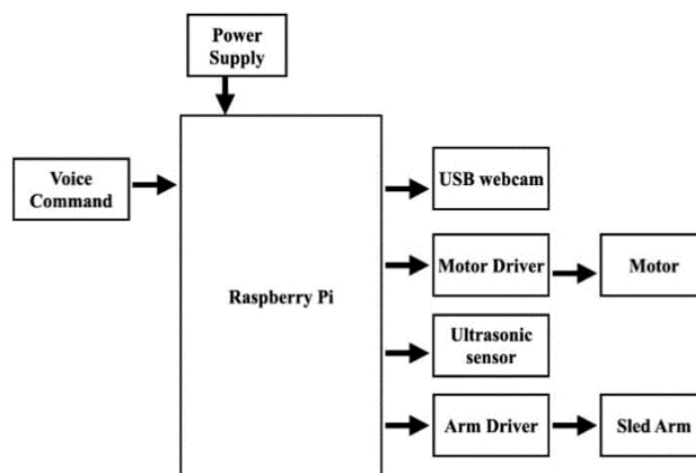 Power
Supply
Voice
Command
Raspberry Pi
USB webcam
Motor Driver
Motor
Ultrasonic
sensor
Arm Driver
Sled Arm